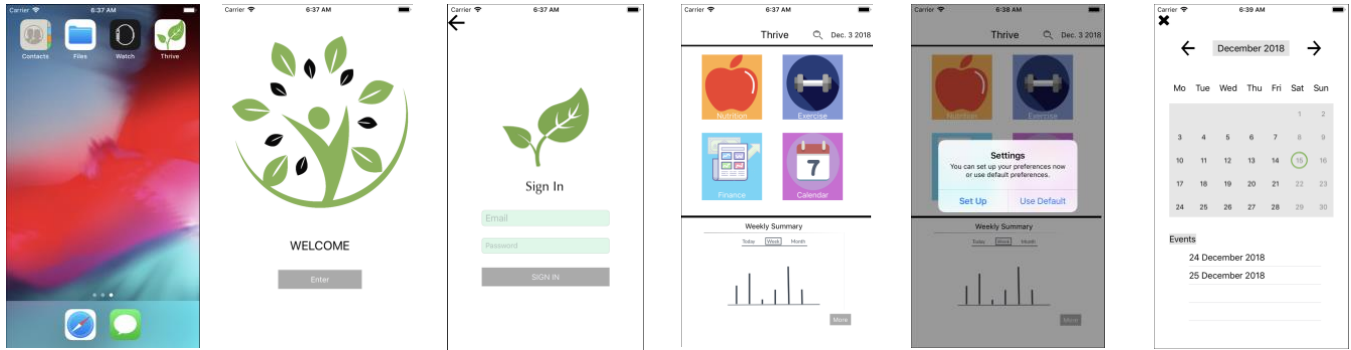 Carrier 6:37 AM
Contacts Files Watch Thrive
Carrier 6:37 AM
WELCOME
Enter
Carrier 6:37 AM
Sign In
Email
Password
SIGN IN
Carrier 6:37 AM
Thrive Dec. 3 2018
Nutrition Exercise
7
Finance Calendar
Weekly Summary
Today Week Month
More
Carrier 6:38 AM
Thrive Dec. 3 2018
Nutrition Exercise
Settings
You can set up your preferences now
or use default preferences.
Set Up Use Default
Finance Calendar
Weekly Summary
Today Week Month
More
Carrier 6:39 AM
December 2018
Mo Tue Wed Thu Fri Sat Sun
1 2
3 4 5 6 7 8 9
10 11 12 13 14 15 16
17 18 19 20 21 22 23
24 25 26 27 28 29 30
Events
24 December 2018
25 December 2018